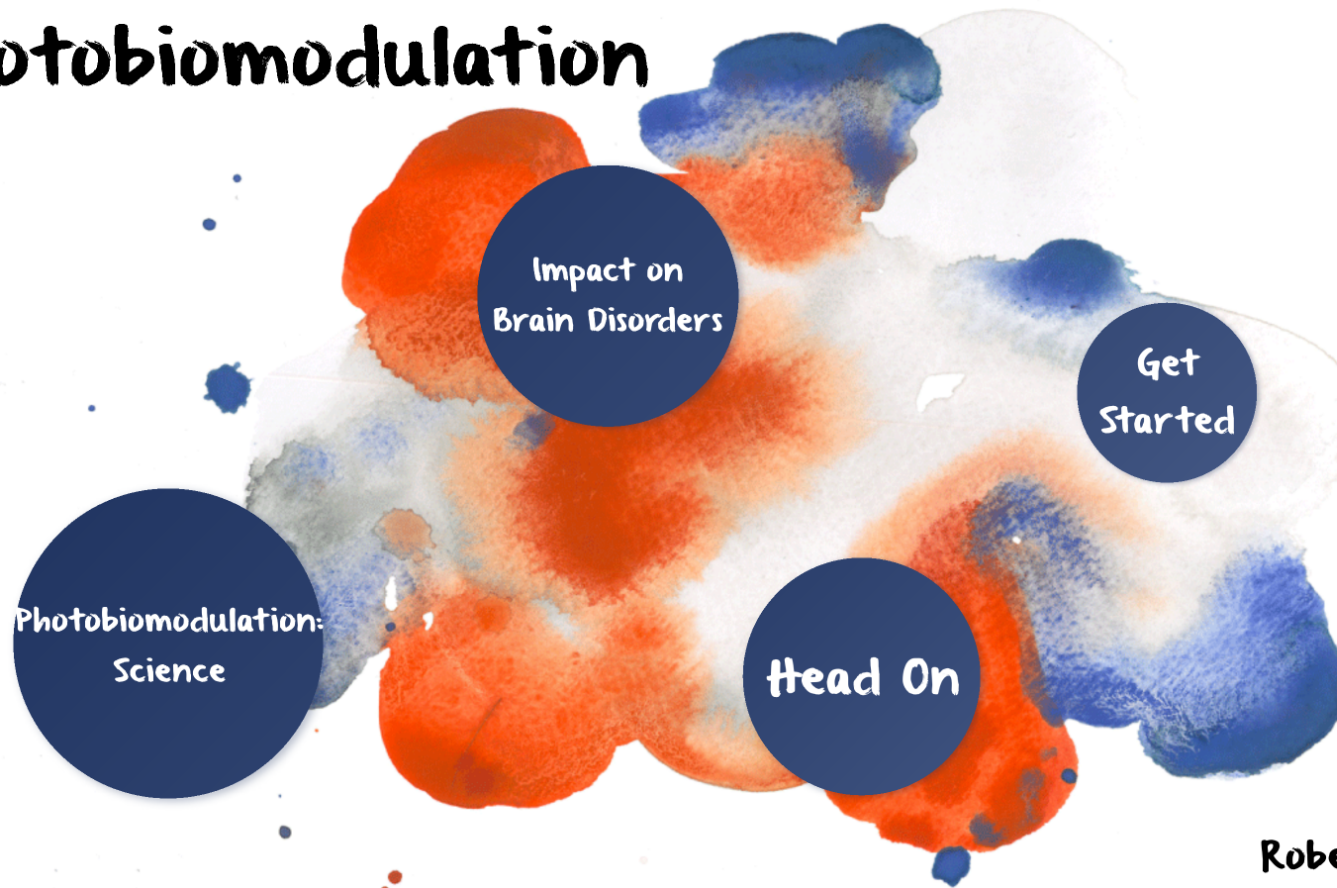 otobiomodulation
Impact on
Brain Disorders
Get
Started
Photobiomodulation:
Science
Head On
Robe